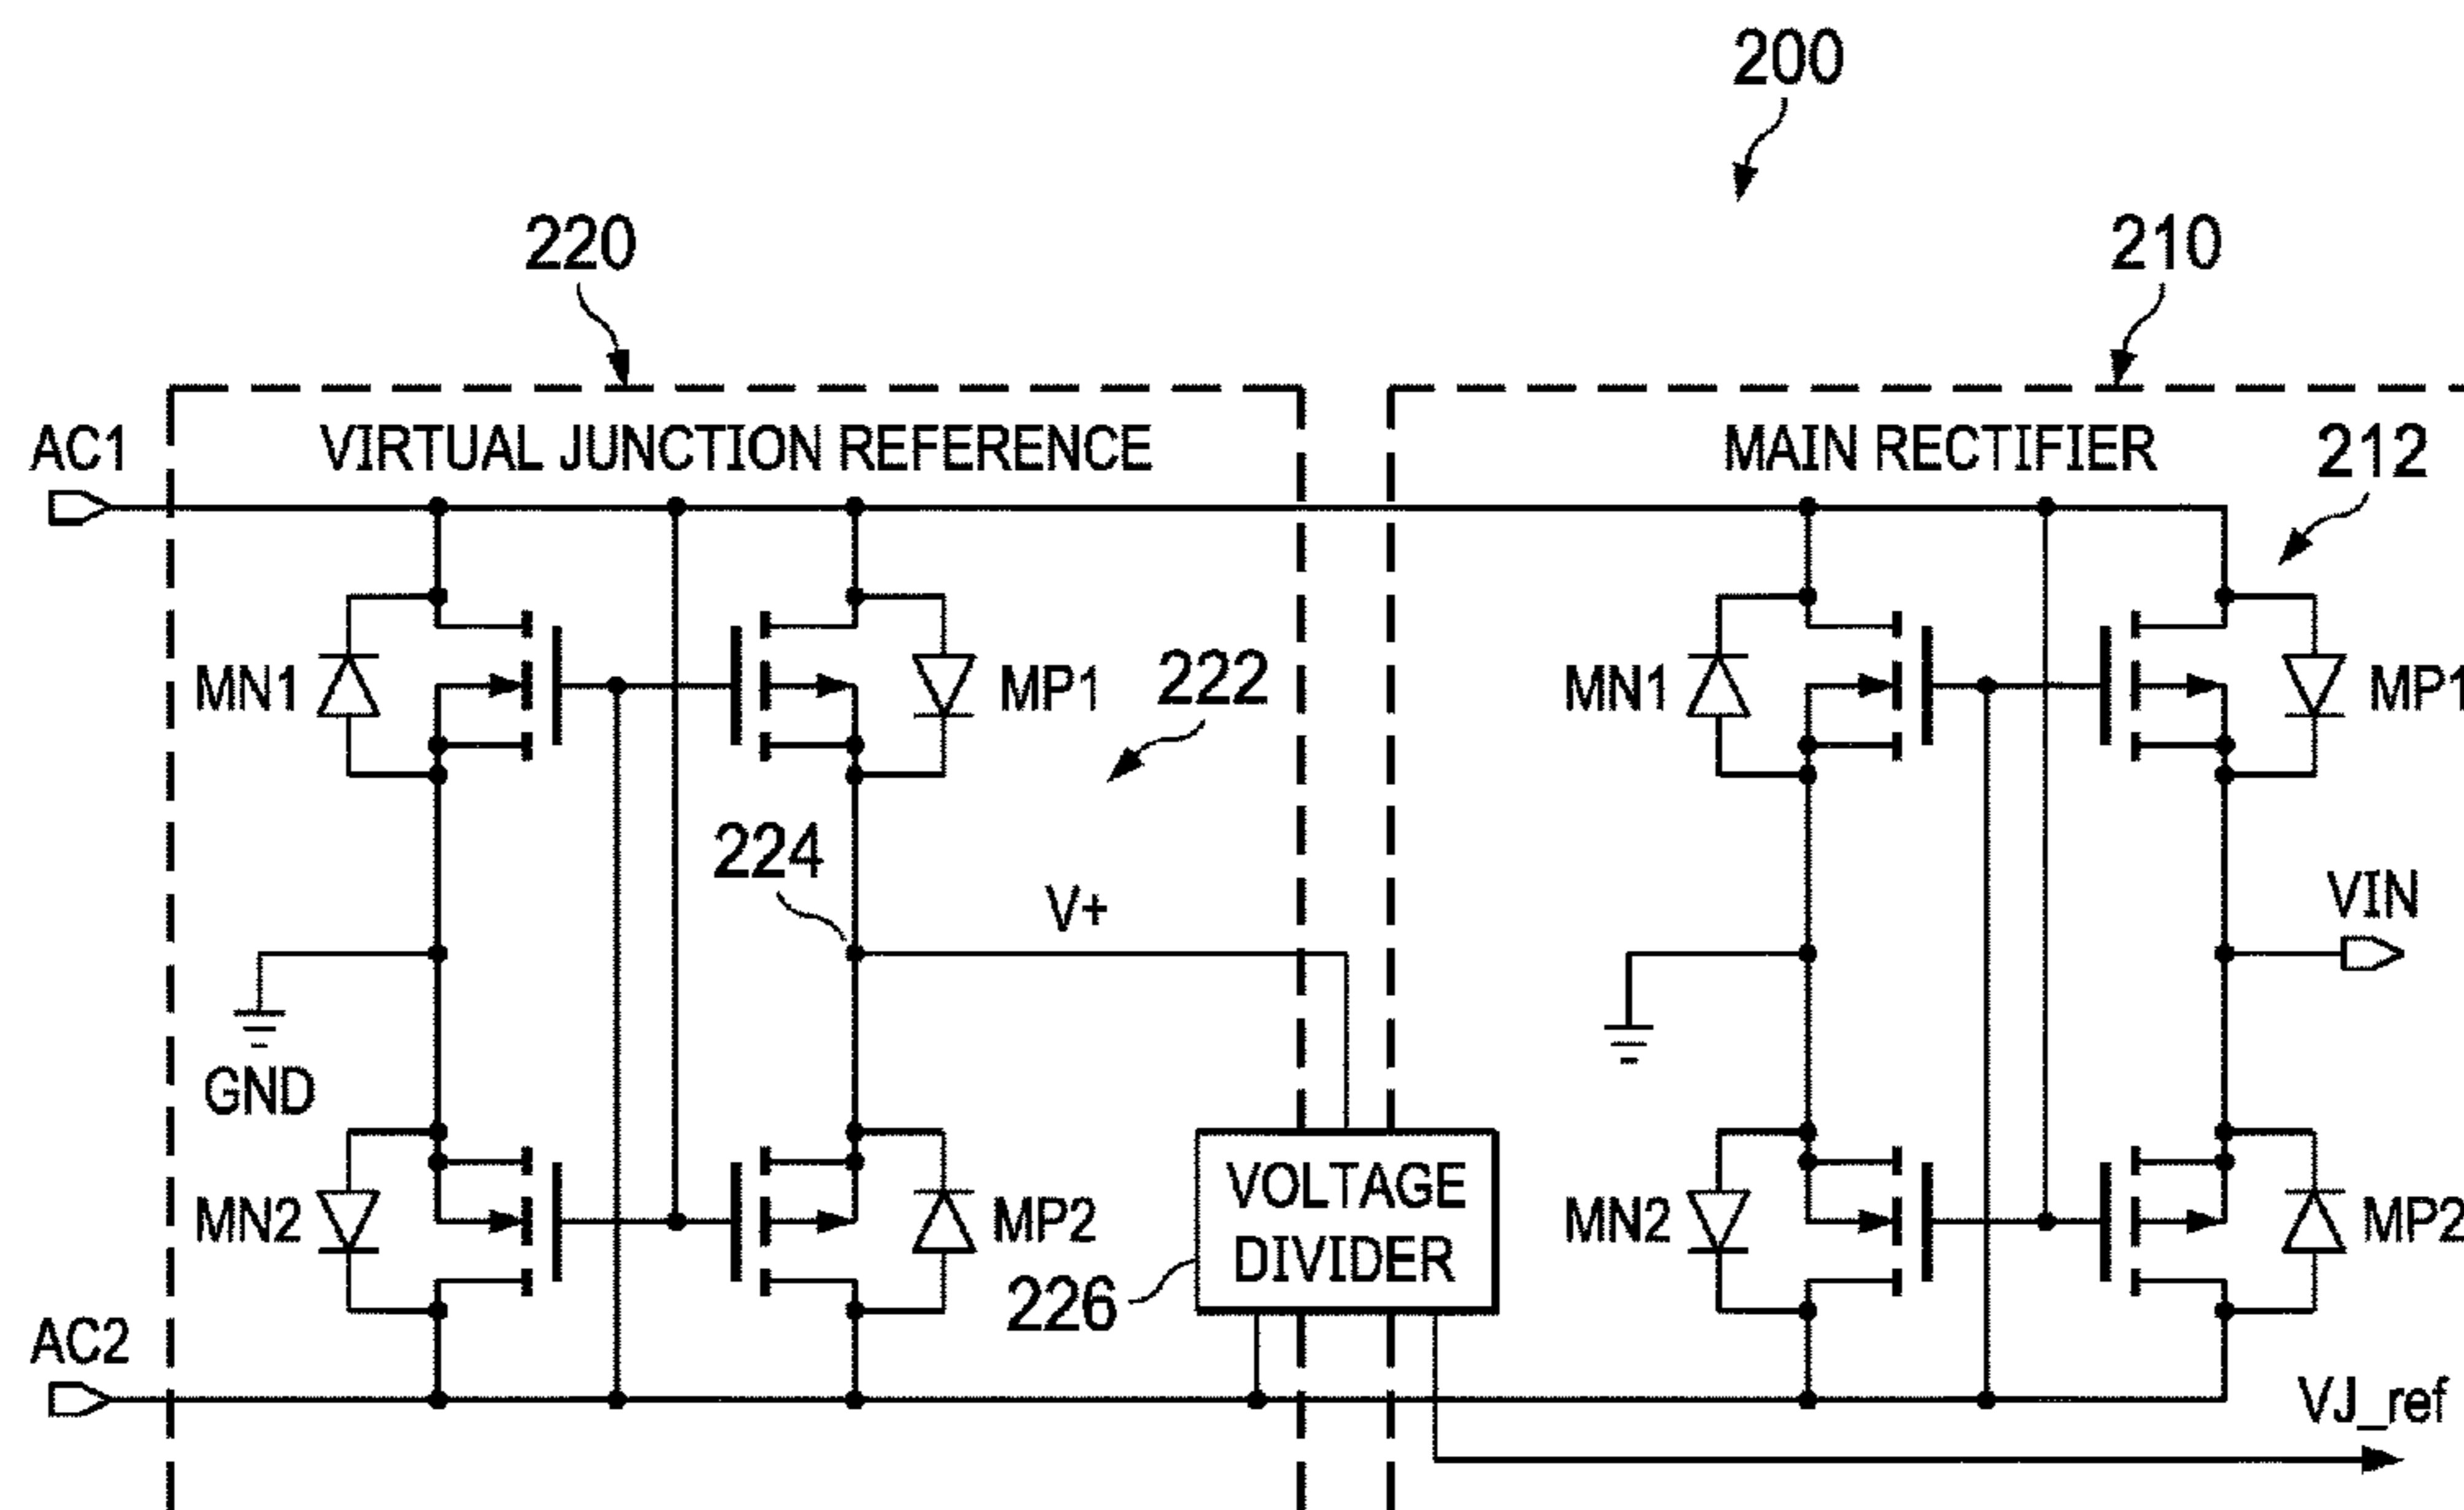 200
220
210
AC1
VIRTUAL JUNCTION REFERENCE
MAIN RECTIFIER
212
MN1
MP1
222
MN1
MP1
224
V+
VIN
GND
MN2
MP2
VOLTAGE
DIVIDER
226
MN2
MP2
AC2
VJ_ref